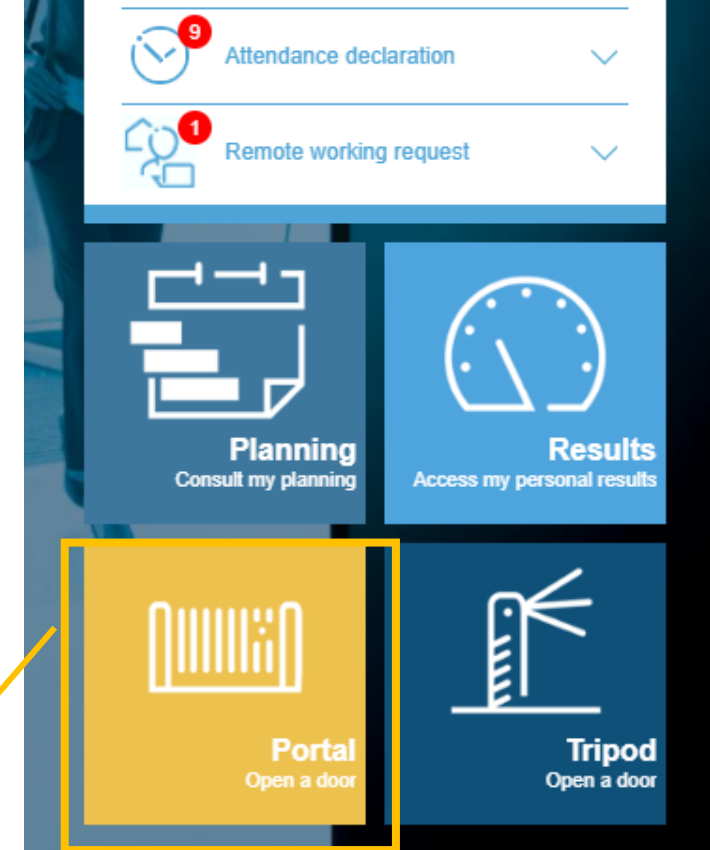 9
Attendance declaration
1
Remote working request
Planning
Consult my planning
Results
Access my personal results
Portal
Open a door
Tripod
Open a door